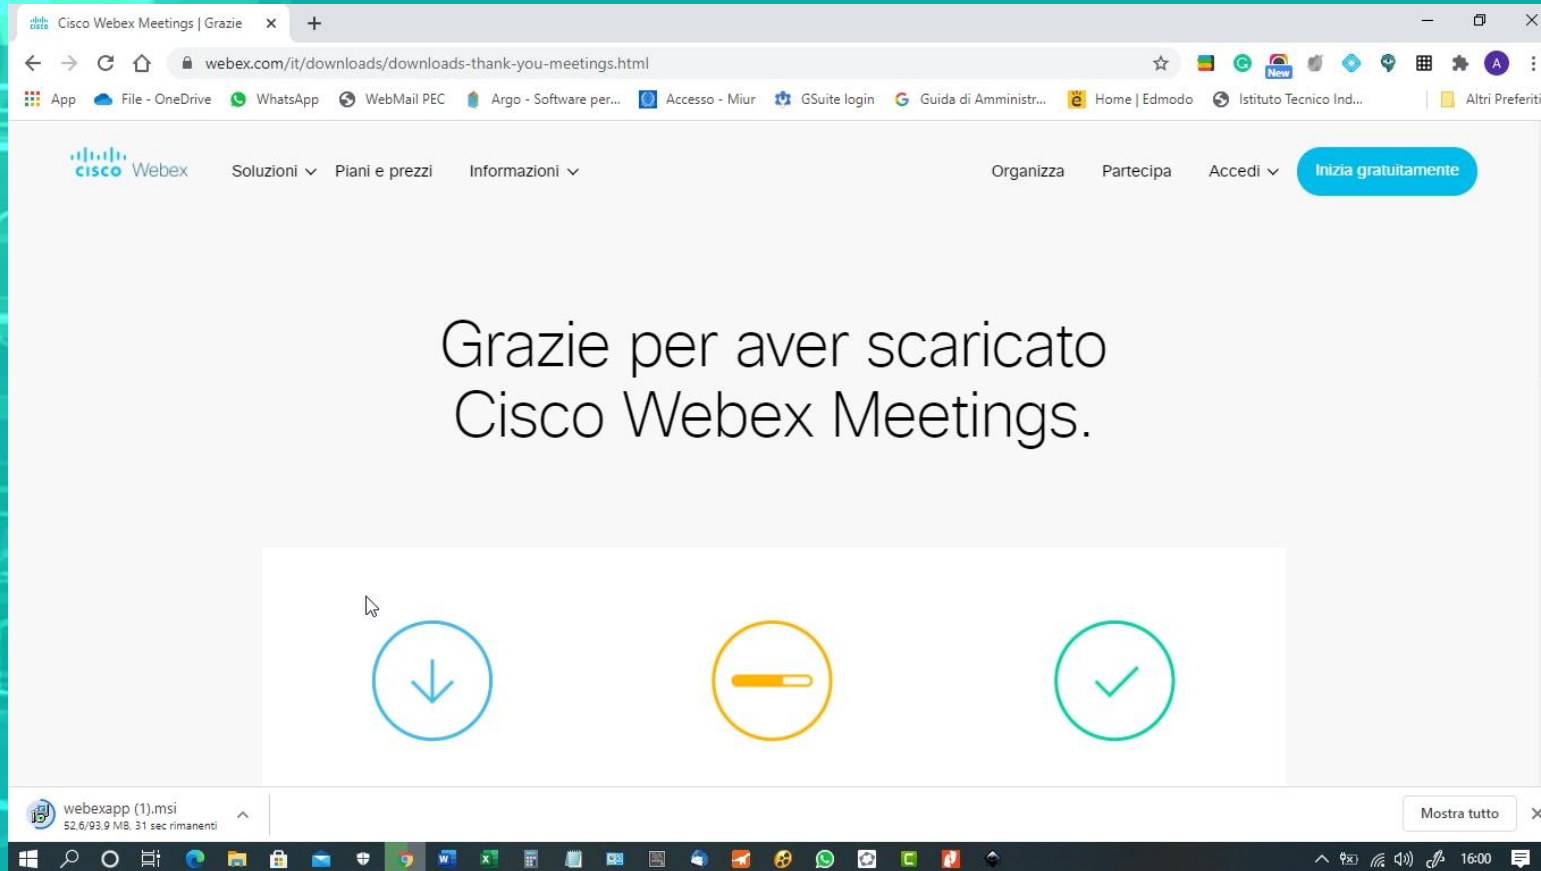 Cisco Webex Meetings | Grazie
webex.com/it/downloads/downloads-thank-you-meetings.html
New
A
App File - OneDrive WhatsApp WebMail PEC Argo - Software per... Accesso - Miur GSuite login Guida di Amministr... Home | Edmodo Istituto Tecnico Ind... Altri Preferiti
cisco Webex Soluzioni Piani e prezzi Informazioni Organizza Partecipa Accedi Inizia gratuitamente
Grazie per aver scaricato
Cisco Webex Meetings.
webexapp (1).msi
52,6/93,9 MB, 31 sec rimanenti
Mostra tutto
16:00